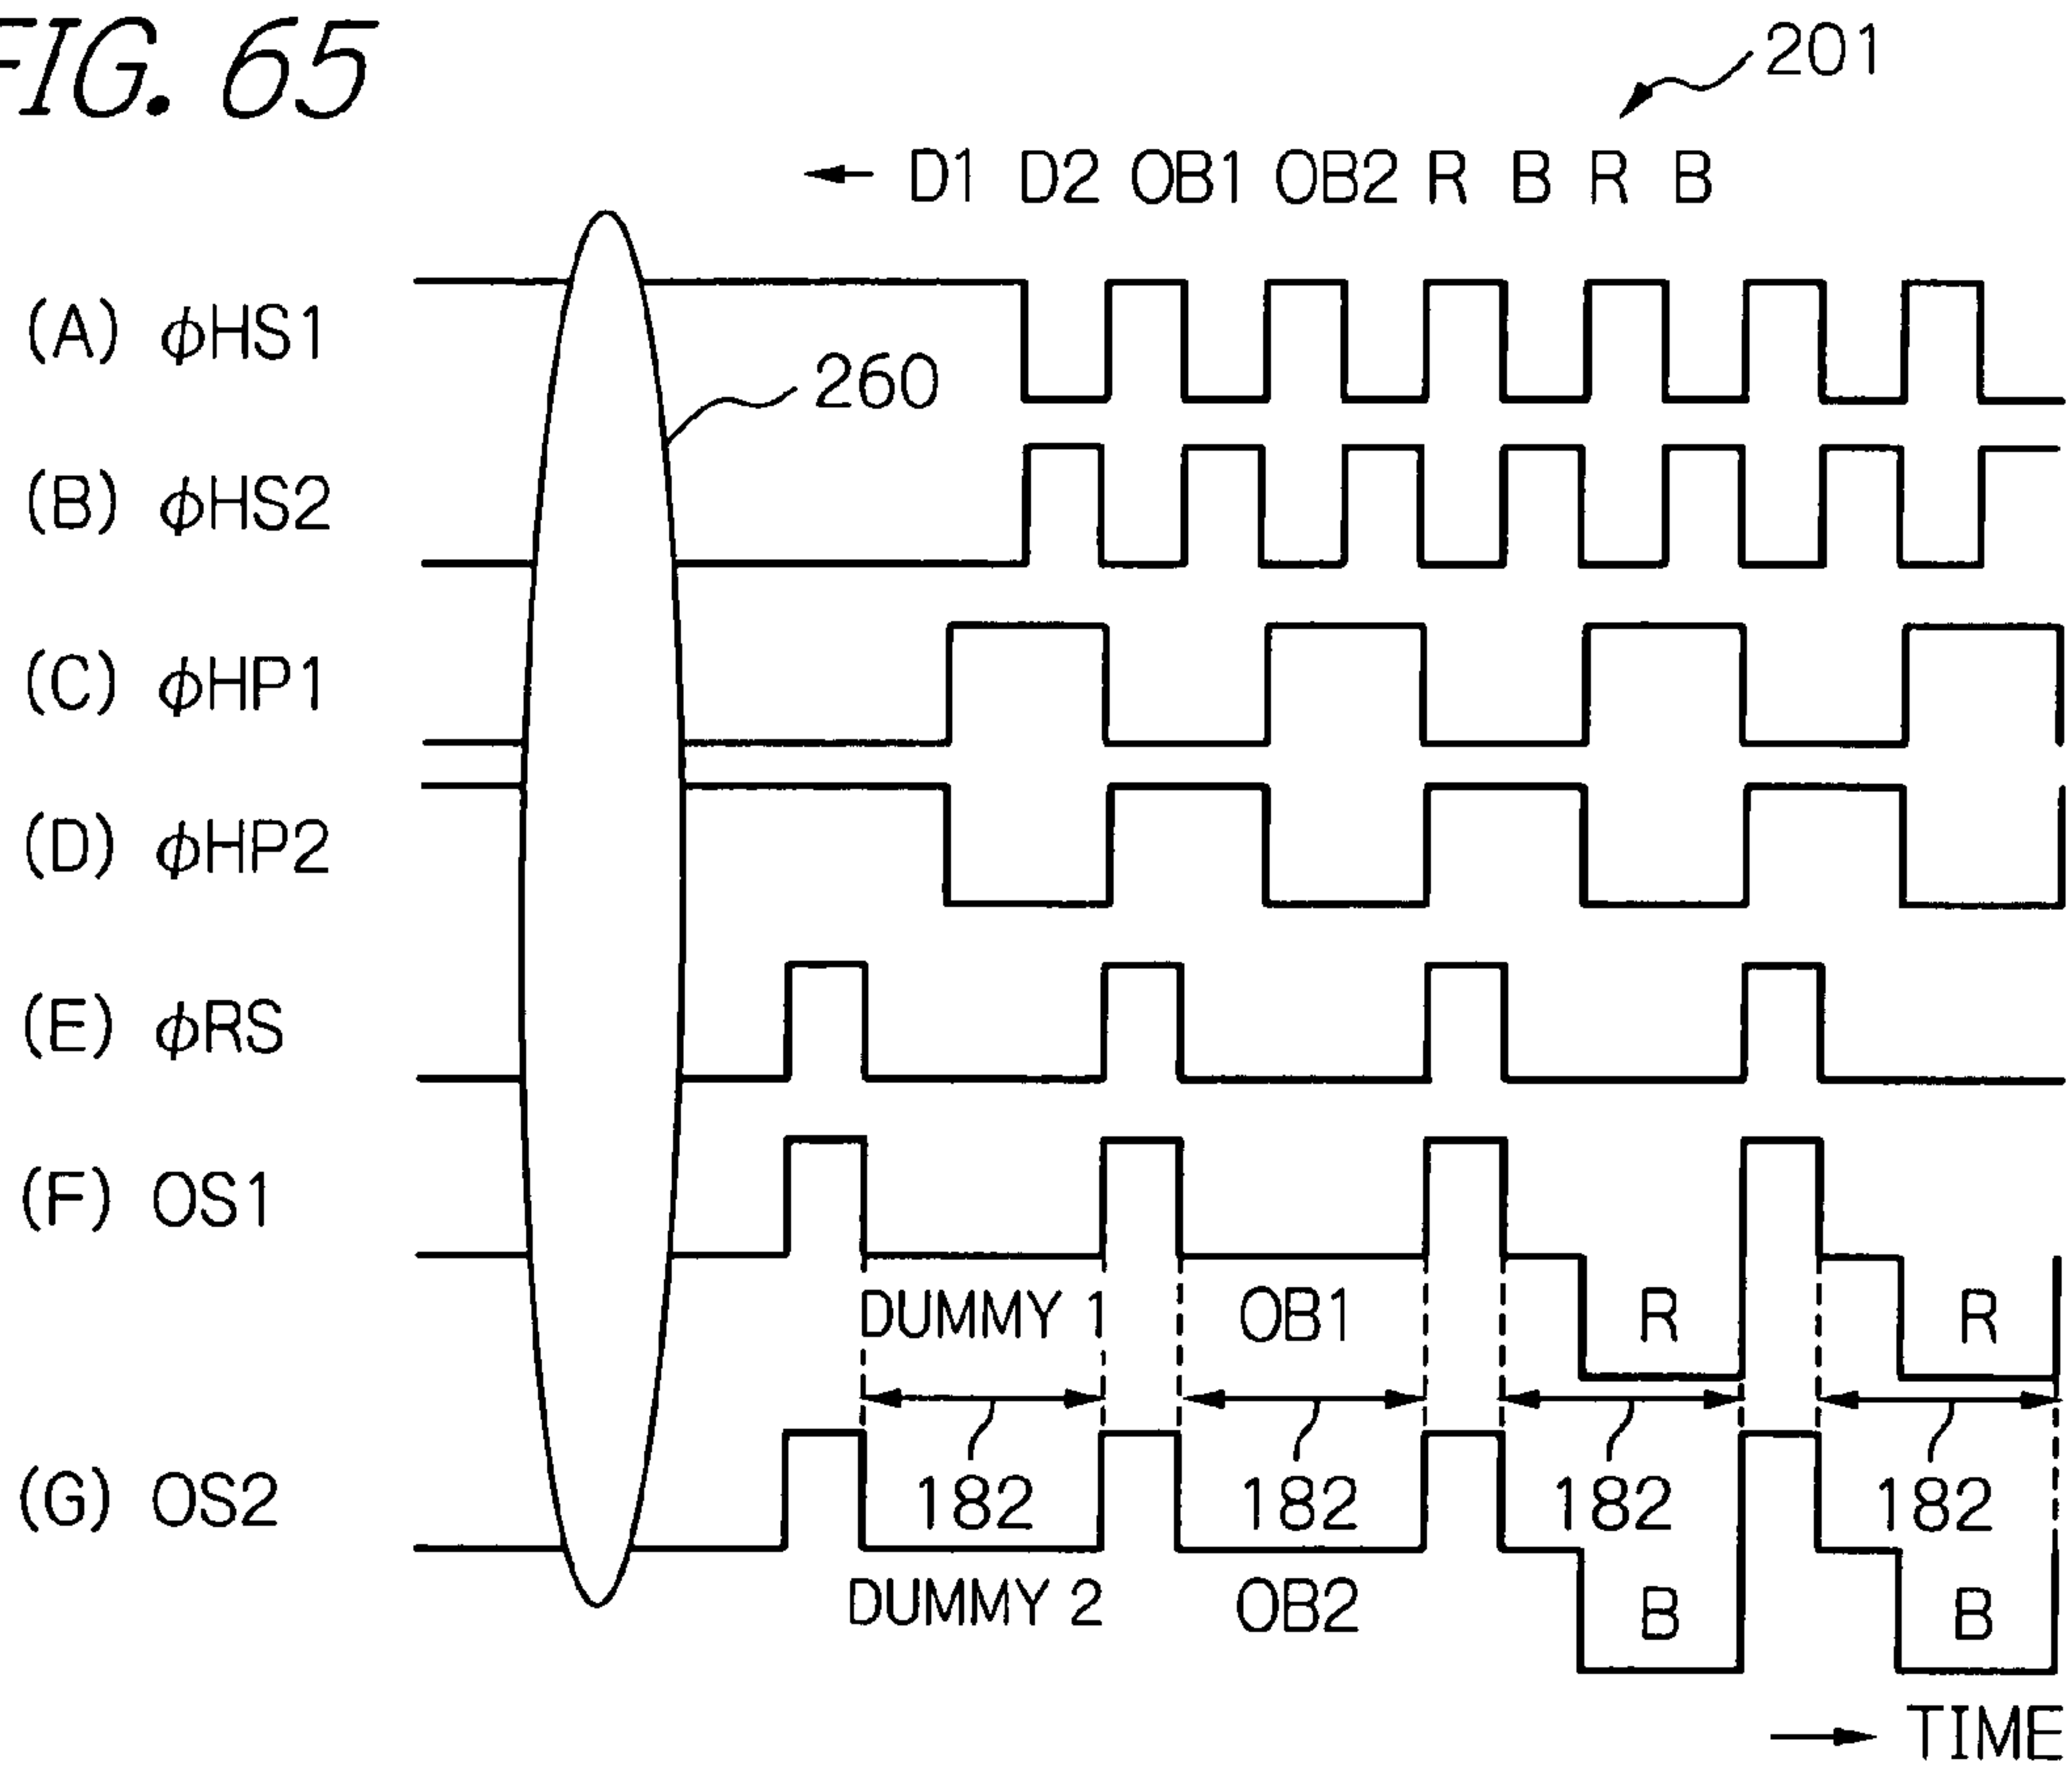 FIG. 65
201
D1 D2 OB1 OB2 R B R B
(A) φHS1
260
(B) φHS2
(C) φHP1
(D) φHP2
(E) φRS
(F) OS1
DUMMY 1 OB1 R R
(G) OS2
182 182 182 182
DUMMY 2 OB2 B B
TIME